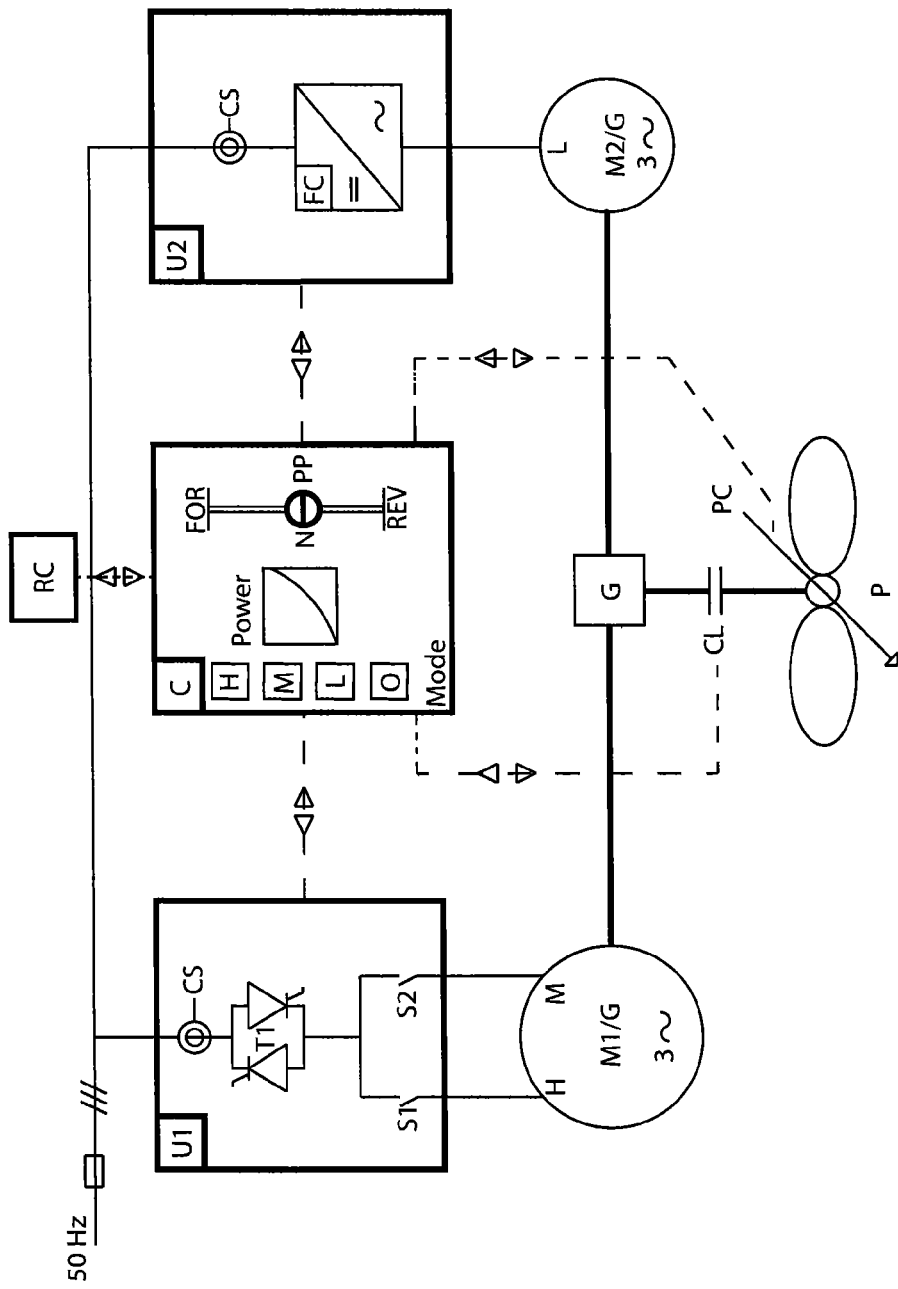 50 Hz
RC
U1
CS
T1
S1
S2
C
H
M
L
O
Mode
Power
FOR
N
PP
REV
U2
CS
FC
=
~
H
M
M1/G
3~
G
CL
PC
P
L
M2/G
3~